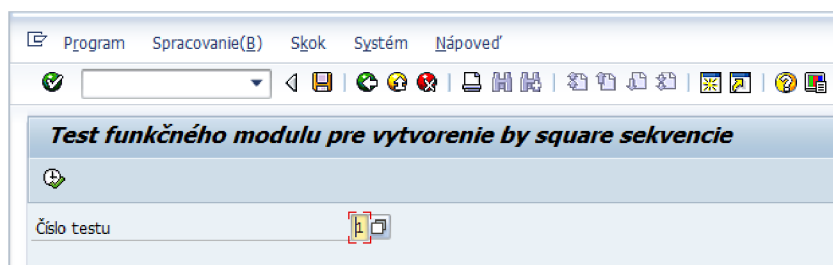 Program Spracovanie(B) Skok Systém Nápoveď
Test funkčného modulu pre vytvorenie by square sekvencie
Číslo testu 1